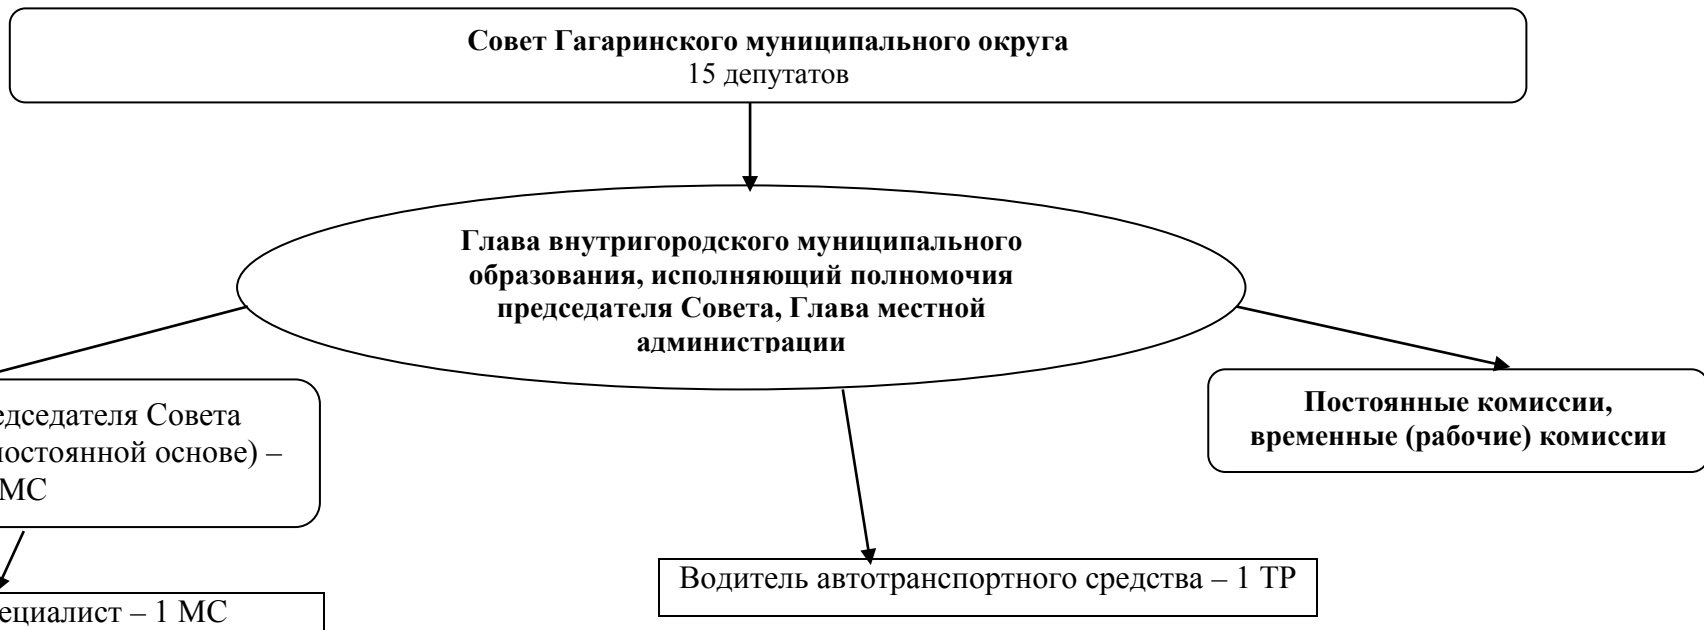 Совет Гагаринского муниципального округа
15 депутатов
Глава внутригородского муниципального
образования, исполняющий полномочия
председателя Совета, Глава местной
администрации
едседателя Совета
постоянной основе) –
МС
Постоянные комиссии,
временные (рабочие) комиссии
Водитель автотранспортного средства – 1 ТР
ециалист – 1 МС